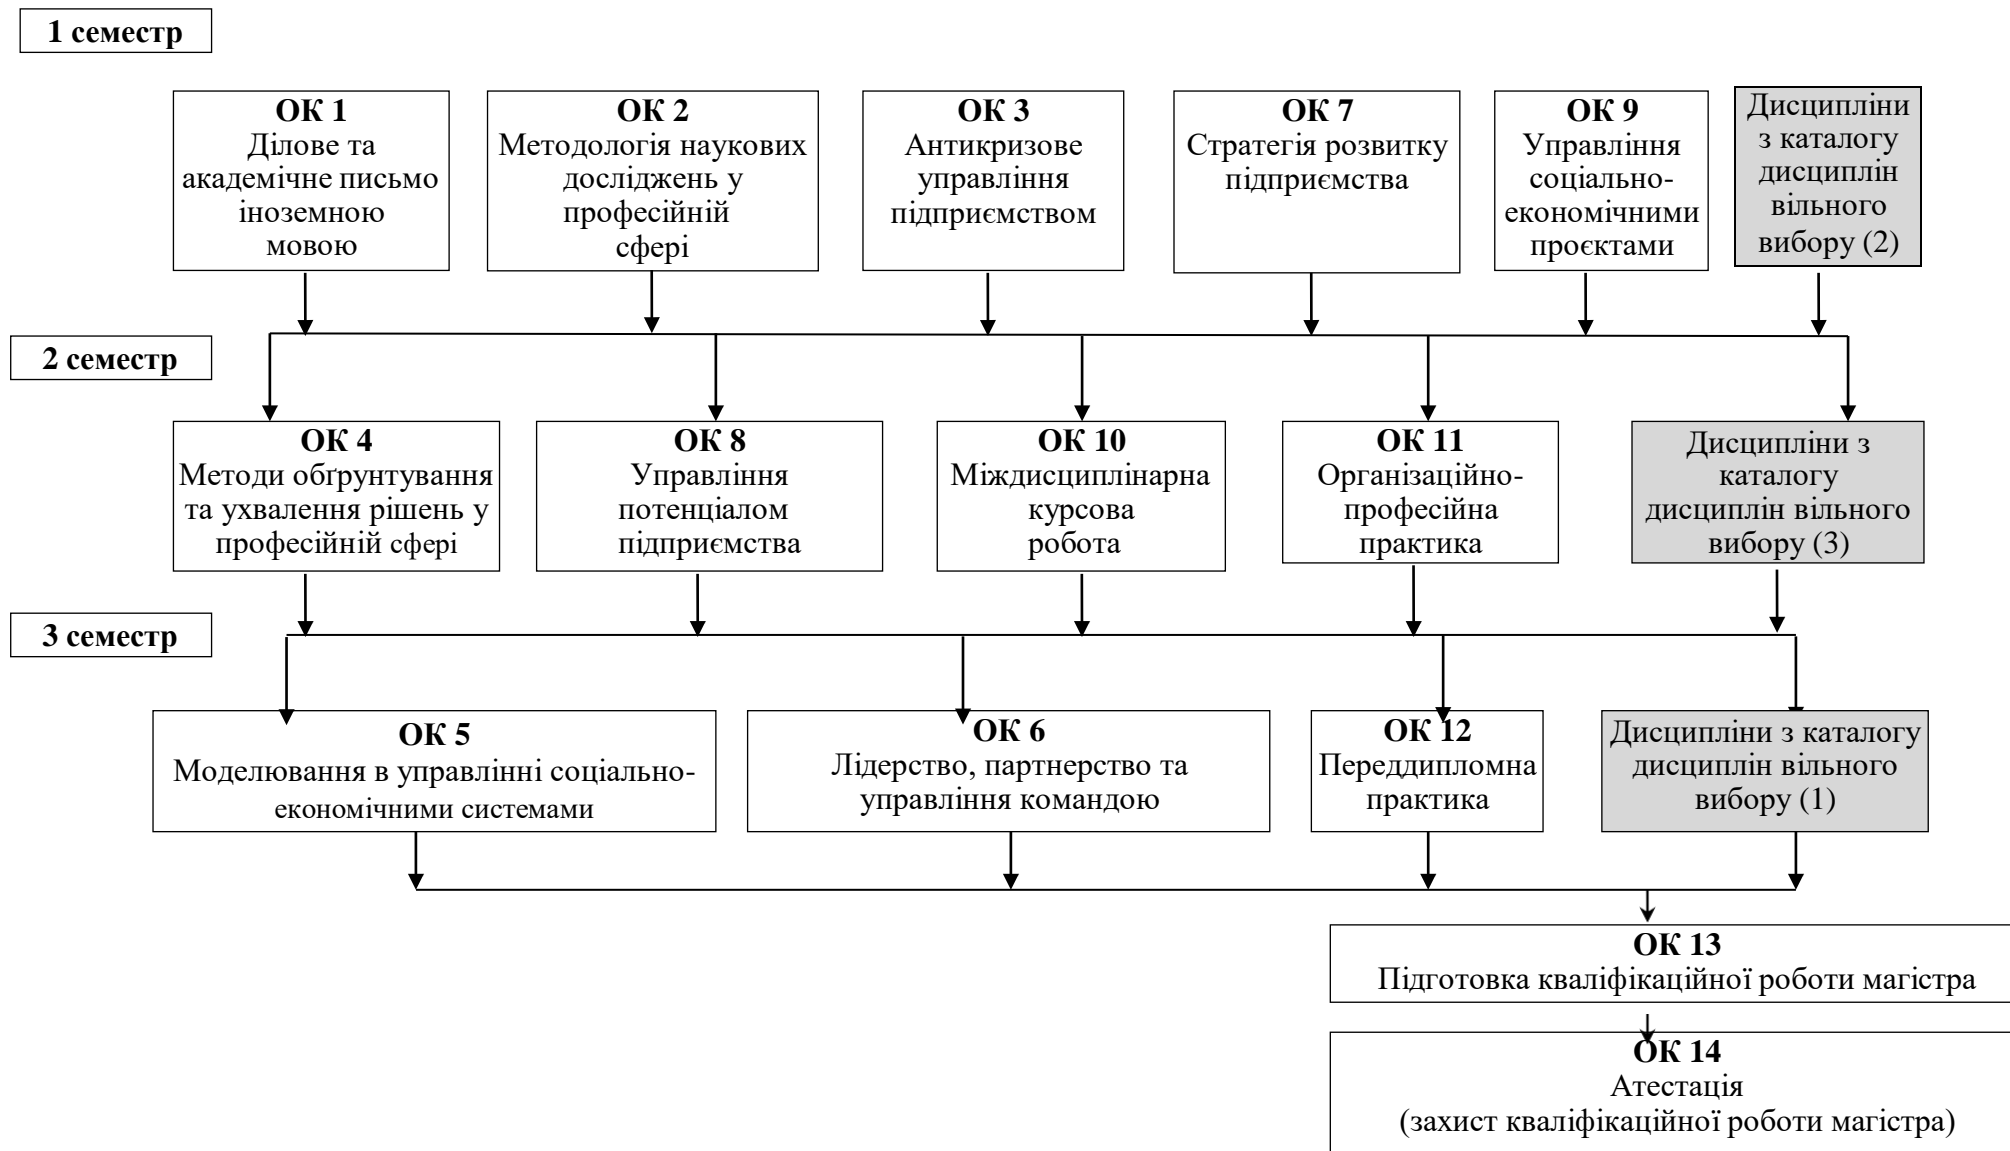 1 семестр
ОК 1
Ділове та
академічне письмо
іноземною
мовою
ОК 2
Методологія наукових
досліджень у
професійній
сфері
ОК 3
Антикризове
управління
підприємством
ОК 7
Стратегія розвитку
підприємства
ОК 9
Управління
соціально-
економічними
проєктами
Дисципліни
з каталогу
дисциплін
вільного
вибору (2)
2 семестр
ОК 4
Методи обґрунтування
та ухвалення рішень у
професійній сфері
ОК 8
Управління
потенціалом
підприємства
ОК 10
Міждисциплінарна
курсова
робота
ОК 11
Організаційно-
професійна
практика
Дисципліни з
каталогу
дисциплін вільного
вибору (3)
3 семестр
ОК 5
Моделювання в управлінні соціально-
економічними системами
ОК 6
Лідерство, партнерство та
управління командою
ОК 12
Переддипломна
практика
Дисципліни з каталогу
дисциплін вільного
вибору (1)
ОК 13
Підготовка кваліфікаційної роботи магістра
ОК 14
Атестація
(захист кваліфікаційної роботи магістра)